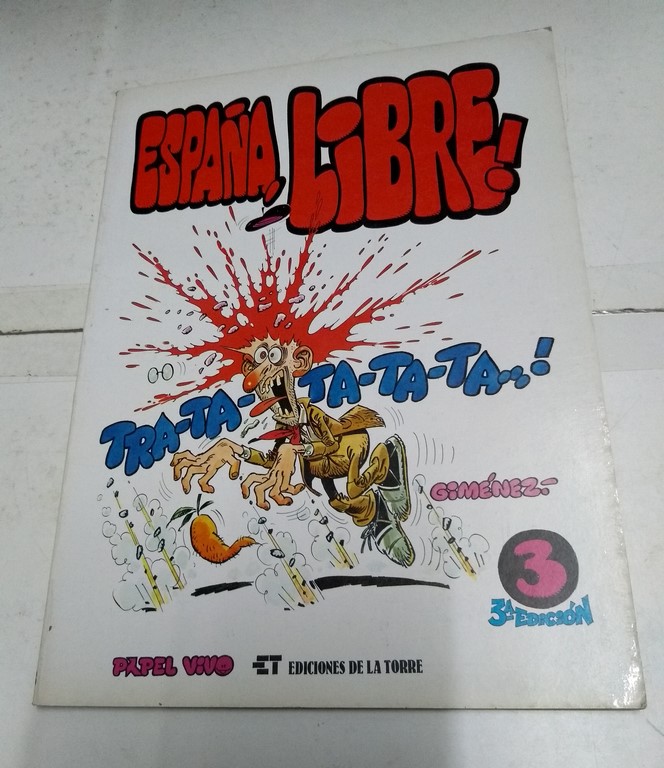 ESPAÑA, LIBRE!
TRA-TA-TA-TA-TA-TA...!
GIMÉNEZ.-
3
3ª EDICIÓN
PAPEL VIVO
ET EDICIONES DE LA TORRE